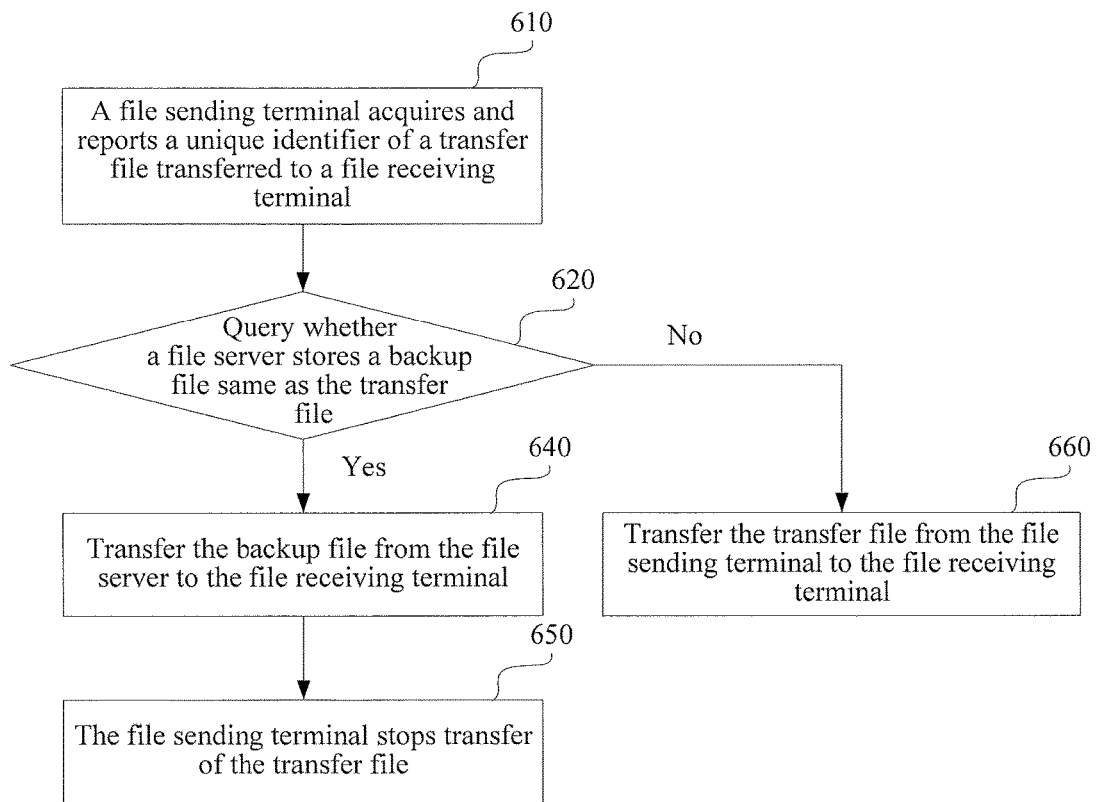 610
A file sending terminal acquires and
reports a unique identifier of a transfer
file transferred to a file receiving
terminal
620
Query whether
a file server stores a backup
file same as the transfer
file
No
Yes
640
Transfer the backup file from the file
server to the file receiving terminal
660
Transfer the transfer file from the file
sending terminal to the file receiving
terminal
650
The file sending terminal stops transfer
of the transfer file